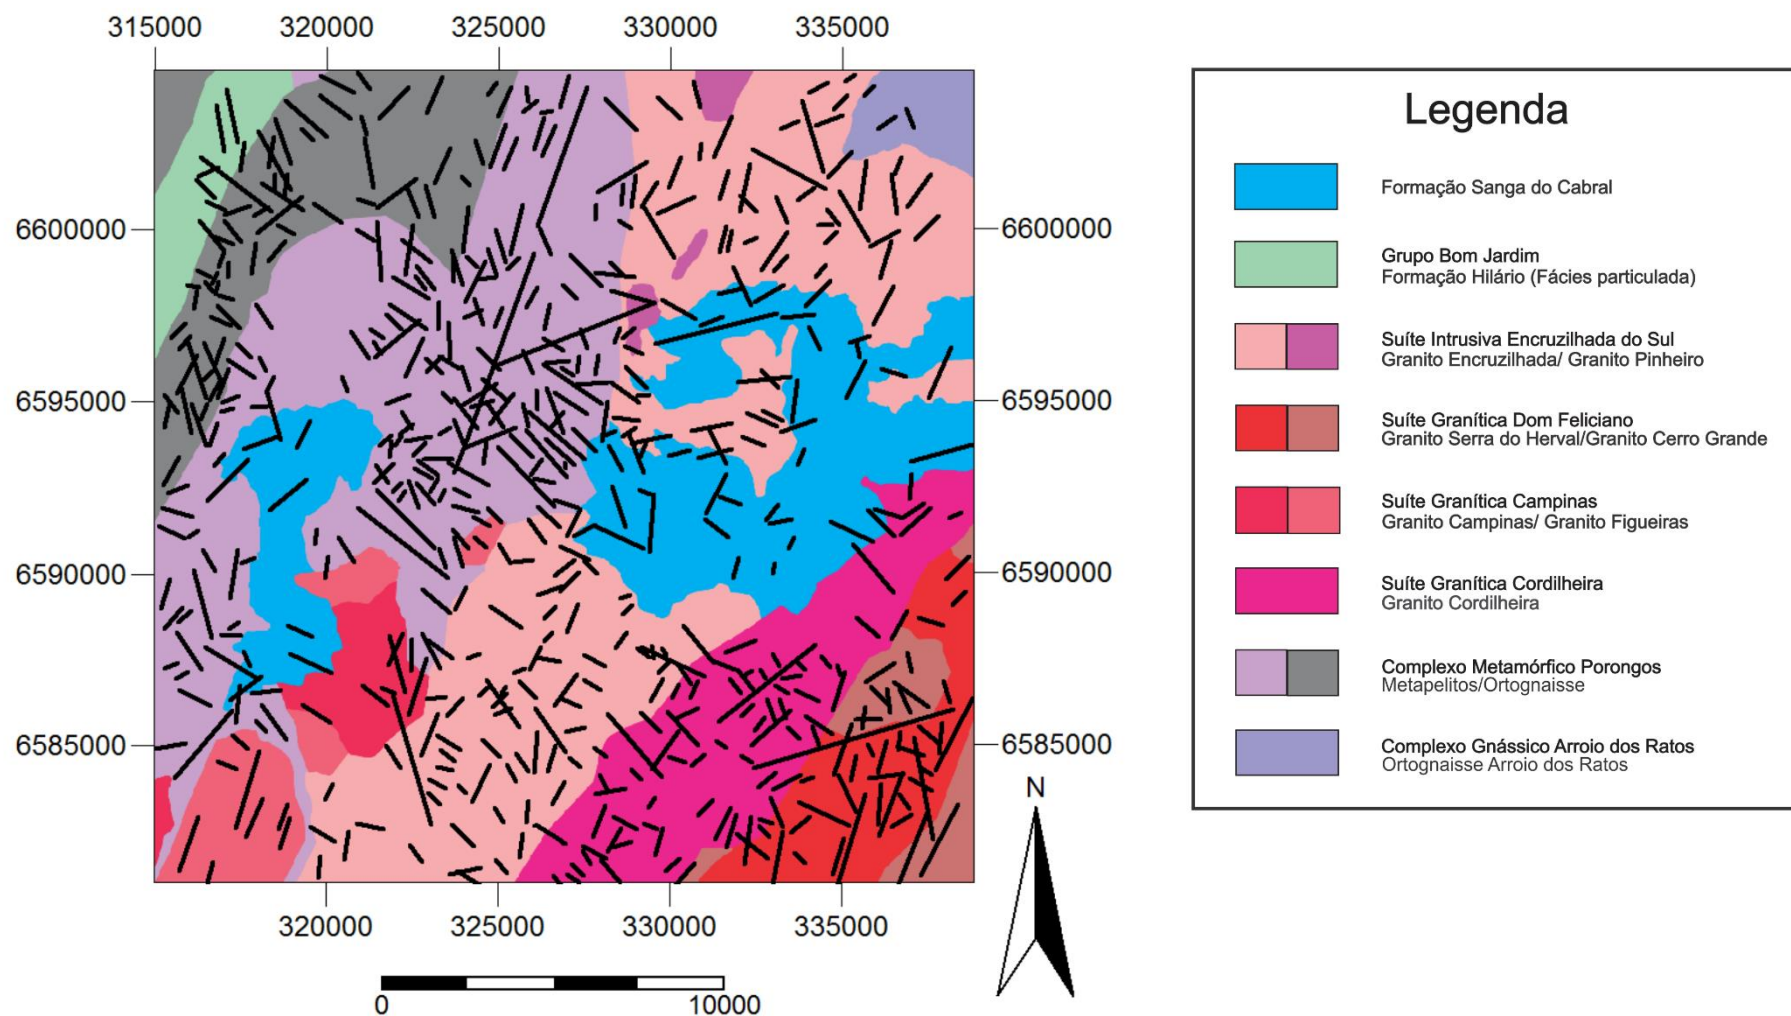 315000 320000 325000 330000 335000
6600000 6600000
6595000 6595000
6590000 6590000
6585000 6585000
320000 325000 330000 335000
0 10000
N
Legenda
Formação Sanga do Cabral
Grupo Bom Jardim
Formação Hilário (Fácies particulada)
Suíte Intrusiva Encruzilhada do Sul
Granito Encruzilhada/ Granito Pinheiro
Suíte Granítica Dom Feliciano
Granito Serra do Herval/Granito Cerro Grande
Suíte Granítica Campinas
Granito Campinas/ Granito Figueiras
Suíte Granítica Cordilheira
Granito Cordilheira
Complexo Metamórfico Porongos
Metapelitos/Ortognaisse
Complexo Gnássico Arroio dos Ratos
Ortognaisse Arroio dos Ratos